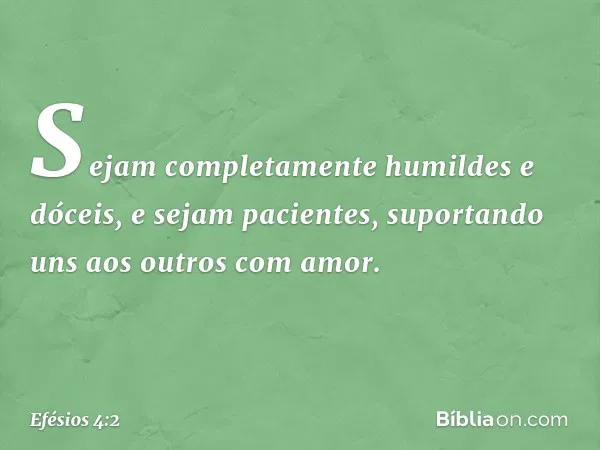 Sejam completamente humildes e
dóceis, e sejam pacientes, suportando
uns aos outros com amor.
Efésios 4:2
Bíbliaon.com